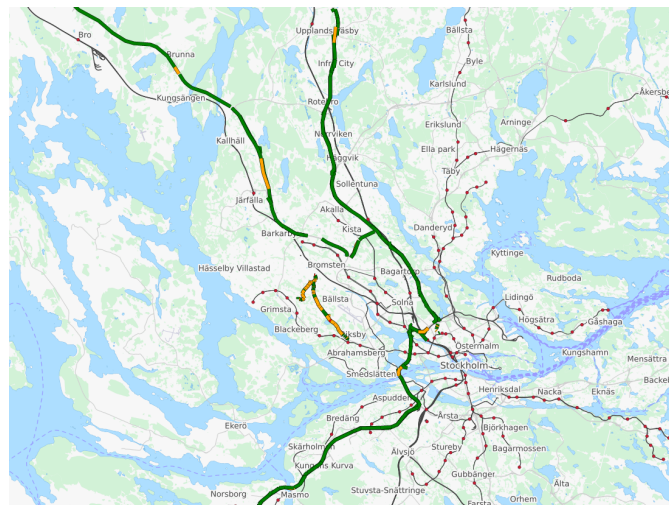 Upplands Väsby
Bällsta
Bro
Brunna
Infra City
Byle
Karlslund
Kungsängen
Rotebro
Åkersbe
Arninge
Erikslund
Norrviken
Kallhäll
Ella park
Hägernäs
Häggvik
Täby
Sollentuna
Järfälla
Akalla
Kista
Danderyd
Barkarby
Kyttinge
Hässelby Villastad
Bromsten
Bagartorp
Rudboda
Grimsta
Bällsta
Solna
Lidingö
Högsätra
Gåshaga
Blackeberg
Östermalm
Kungshamn
Abrahamsberg
Mensättra
Smedslätten
Stockholm
Backe
Aspudden
Henriksdal
Nacka
Eknäs
Bredäng
Årsta
Ekerö
Björkhagen
Skärholmen
Stureby
Bagarmossen
Kungens Kurva
Älvsjö
Gubbängen
Älta
Norsborg
Masmo
Stuvsta-Snättringe
Orhem
Farsta